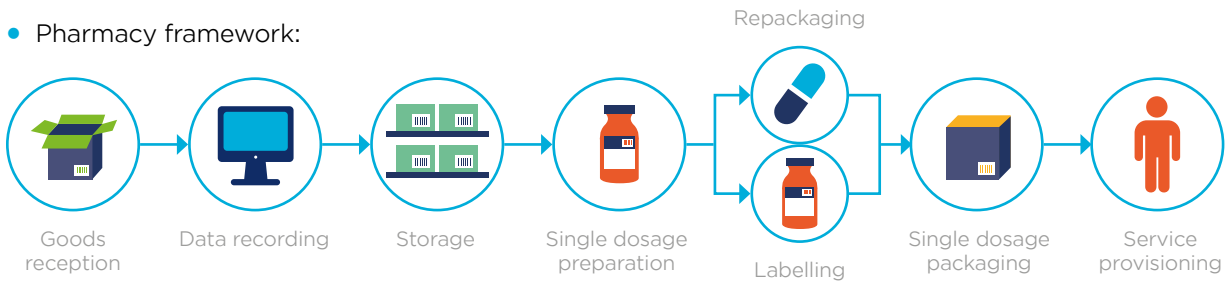 • Pharmacy framework:
Repackaging
Goods
reception
Data recording
Storage
Single dosage
preparation
Labelling
Single dosage
packaging
Service
provisioning